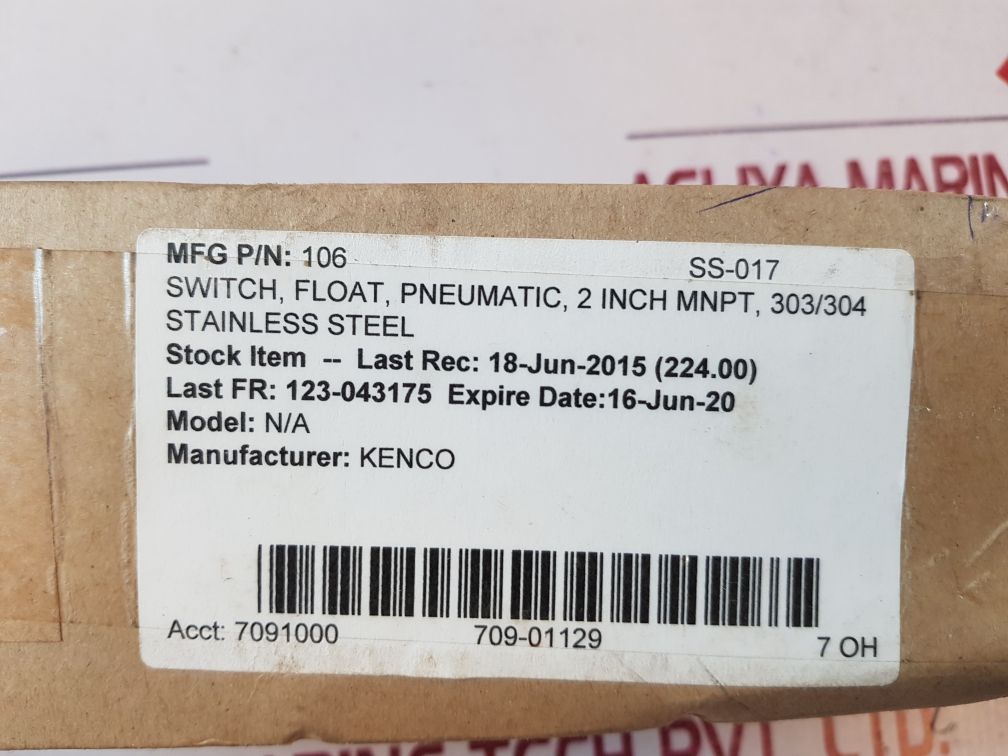 MFG P/N: 106 SS-017
SWITCH, FLOAT, PNEUMATIC, 2 INCH MNPT, 303/304
STAINLESS STEEL
Stock Item -- Last Rec: 18-Jun-2015 (224.00)
Last FR: 123-043175 Expire Date:16-Jun-20
Model: N/A
Manufacturer: KENCO
Acct: 7091000 709-01129 7 OH